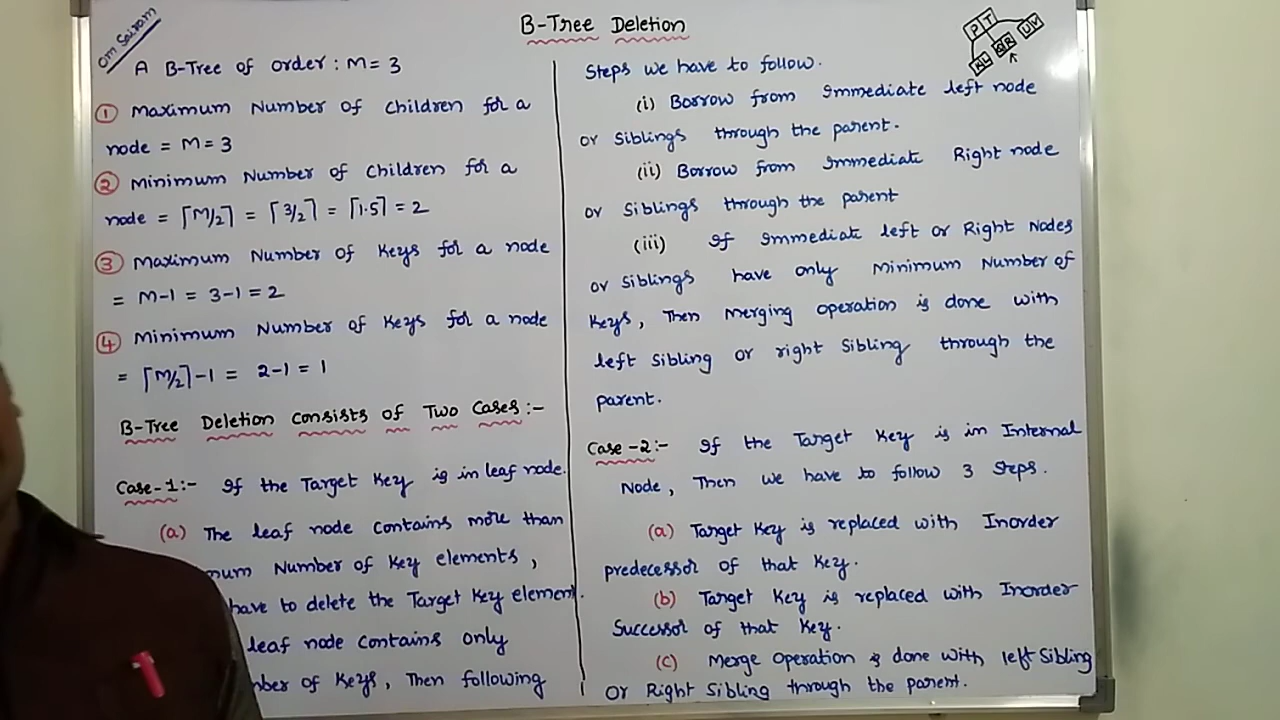 Om Sairam
B-Tree Deletion
A B-Tree of order : M = 3
① Maximum Number of children for a
node = M = 3
② Minimum Number of children for a
node = ⌈M/2⌉ = ⌈3/2⌉ = ⌈1.5⌉ = 2
③ Maximum Number of Keys for a node
= M-1 = 3-1 = 2
④ Minimum Number of Keys for a node
= ⌈M/2⌉-1 = 2-1 = 1
B-Tree Deletion consists of Two Cases:-
Case-1:- If the Target Key is in leaf node.
(a) The leaf node contains more than
mum Number of Key elements,
have to delete the Target Key element.
leaf node contains only
mber of Keys, Then following
P T
U V
Q R
Steps we have to follow.
(i) Borrow from Immediate left node
or Siblings through the parent.
(ii) Borrow from Immediate Right node
or Siblings through the parent
(iii) If Immediate left or Right Nodes
or Siblings have only Minimum Number of
Keys, Then Merging operation is done with
left Sibling or right Sibling through the
parent.
Case-2:- If the Target Key is in Internal
Node, Then we have to follow 3 Steps.
(a) Target Key is replaced with Inorder
predecessor of that Key.
(b) Target Key is replaced with Inorder
Successor of that Key.
(c) Merge operation is done with left Sibling
Or Right Sibling through the parent.